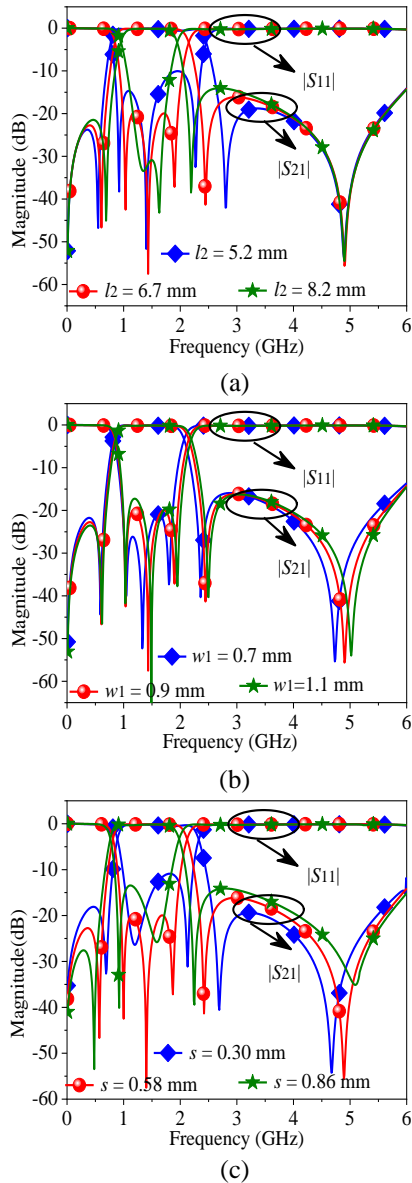 0
-10
-20
-30
-40
-50
-60
Magnitude (dB)
|S11|
|S21|
l2 = 5.2 mm
l2 = 6.7 mm
l2 = 8.2 mm
0 1 2 3 4 5 6
Frequency (GHz)
(a)
0
-10
-20
-30
-40
-50
-60
Magnitude (dB)
|S11|
|S21|
w1 = 0.7 mm
w1 = 0.9 mm
w1=1.1 mm
0 1 2 3 4 5 6
Frequency (GHz)
(b)
0
-10
-20
-30
-40
-50
-60
Magnitude(dB)
|S11|
|S21|
s = 0.30 mm
s = 0.58 mm
s = 0.86 mm
0 1 2 3 4 5 6
Frequency (GHz)
(c)